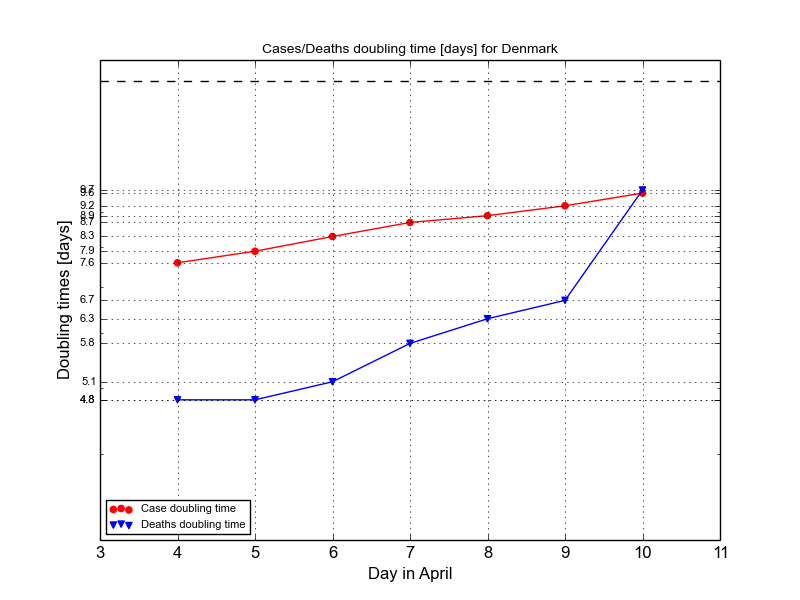 Cases/Deaths doubling time [days] for Denmark
9.7
9.6
9.2
8.9
8.7
8.3
7.9
7.6
6.7
6.3
5.8
5.1
4.8
Doubling times [days]
Case doubling time
Deaths doubling time
3 4 5 6 7 8 9 10 11
Day in April